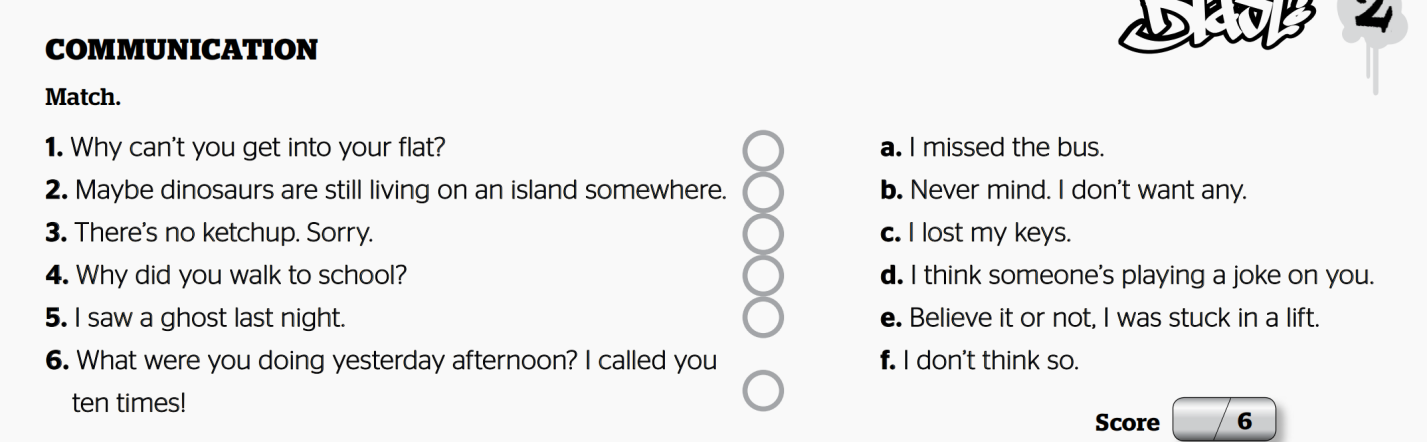 Blast! 2
COMMUNICATION
Match.
1. Why can't you get into your flat?
2. Maybe dinosaurs are still living on an island somewhere.
3. There's no ketchup. Sorry.
4. Why did you walk to school?
5. I saw a ghost last night.
6. What were you doing yesterday afternoon? I called you
ten times!
a. I missed the bus.
b. Never mind. I don't want any.
c. I lost my keys.
d. I think someone's playing a joke on you.
e. Believe it or not, I was stuck in a lift.
f. I don't think so.
Score / 6